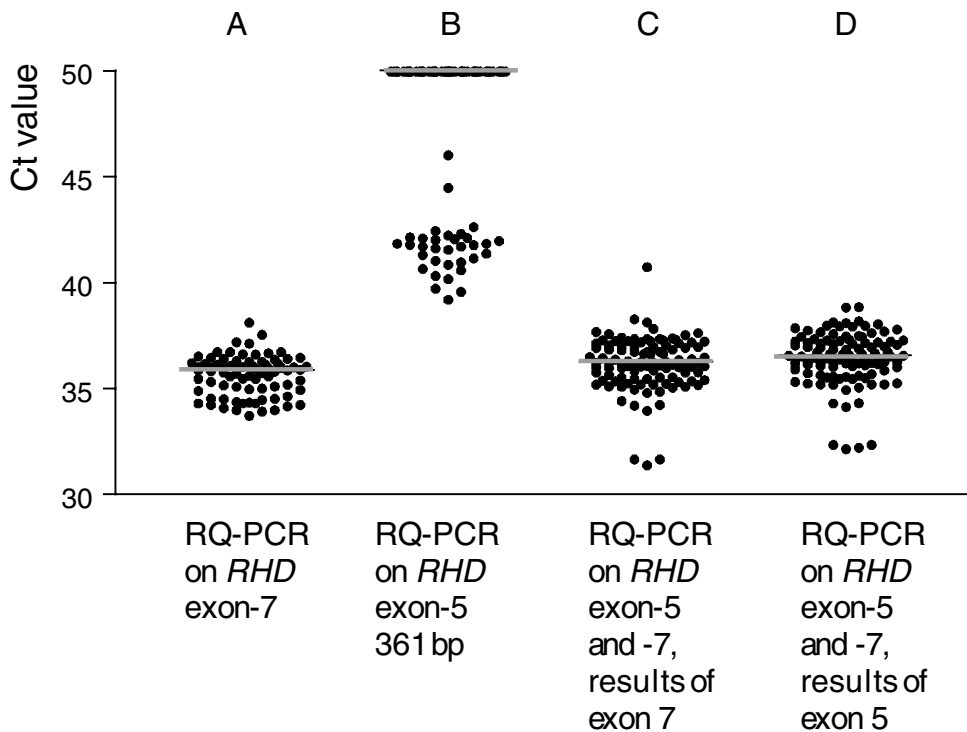 A B C D
Ct value
50
45
40
35
30
RQ-PCR
on RHD
exon-7
RQ-PCR
on RHD
exon-5
361 bp
RQ-PCR
on RHD
exon-5
and -7,
results of
exon 7
RQ-PCR
on RHD
exon-5
and -7,
results of
exon 5